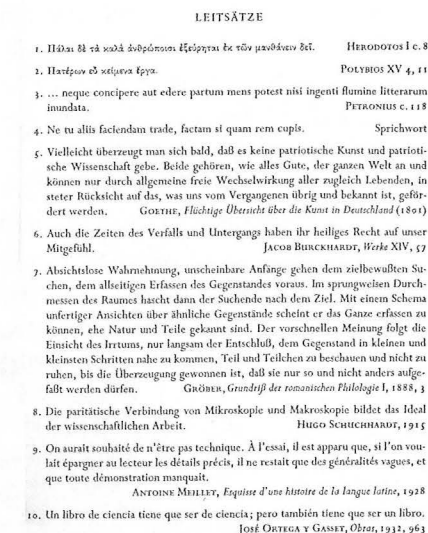 LEITSÄTZE
1. Πάλαι δὲ τὰ καλὰ ἀνθρώποισι ἐξεύρηται ἐκ τῶν μανθάνειν δεῖ. HERODOTOS I c. 8
2. Πατέρων εὖ κείμενα ἔργα. POLYBIOS XV 4, 11
3. ... neque concipere aut edere partum mens potest nisi ingenti flumine litterarum
inundata. PETRONIUS c. 118
4. Ne tu aliis faciendam trade, factam si quam rem cupis. Sprichwort
5. Vielleicht überzeugt man sich bald, daß es keine patriotische Kunst und patrioti-
sche Wissenschaft gebe. Beide gehören, wie alles Gute, der ganzen Welt an und
können nur durch allgemeine freie Wechselwirkung aller zugleich Lebenden, in
steter Rücksicht auf das, was uns vom Vergangenen übrig und bekannt ist, geför-
dert werden. GOETHE, Flüchtige Übersicht über die Kunst in Deutschland (1801)
6. Auch die Zeiten des Verfalls und Untergangs haben ihr heiliges Recht auf unser
Mitgefühl. JACOB BURCKHARDT, Werke XIV, 57
7. Absichtslose Wahrnehmung, unscheinbare Anfänge gehen dem zielbewußten Su-
chen, dem allseitigen Erfassen des Gegenstandes voraus. Im sprungweisen Durch-
messen des Raumes hascht dann der Suchende nach dem Ziel. Mit einem Schema
unfertiger Ansichten über ähnliche Gegenstände scheint er das Ganze erfassen zu
können, ehe Natur und Teile gekannt sind. Der vorschnellen Meinung folgt die
Einsicht des Irrtums, nur langsam der Entschluß, dem Gegenstand in kleinen und
kleinsten Schritten nahe zu kommen, Teil und Teilchen zu beschauen und nicht zu
ruhen, bis die Überzeugung gewonnen ist, daß sie nur so und nicht anders aufge-
faßt werden dürfen. GRÖBER, Grundriß der romanischen Philologie I, 1888, 3
8. Die paritätische Verbindung von Mikroskopie und Makroskopie bildet das Ideal
der wissenschaftlichen Arbeit. HUGO SCHUCHHARDT, 1915
9. On aurait souhaité de n'être pas technique. À l'essai, il est apparu que, si l'on vou-
lait épargner au lecteur les détails précis, il ne restait que des généralités vagues, et
que toute démonstration manquait.
ANTOINE MEILLET, Esquisse d'une histoire de la langue latine, 1928
10. Un libro de ciencia tiene que ser de ciencia; pero también tiene que ser un libro.
JOSÉ ORTEGA Y GASSET, Obras, 1932, 963